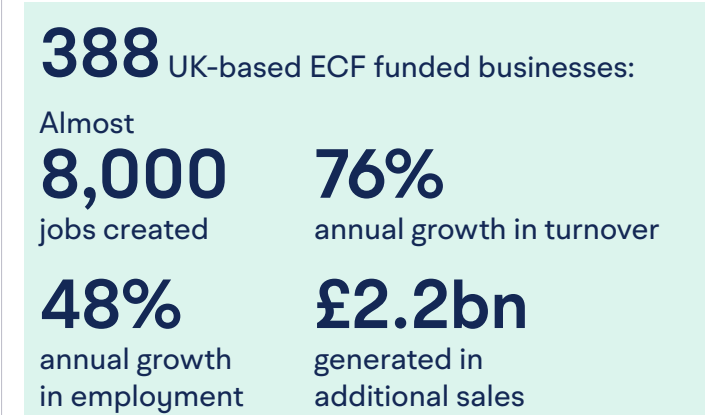 388 UK-based ECF funded businesses:
Almost
8,000
jobs created
76%
annual growth in turnover
48%
annual growth
in employment
£2.2bn
generated in
additional sales